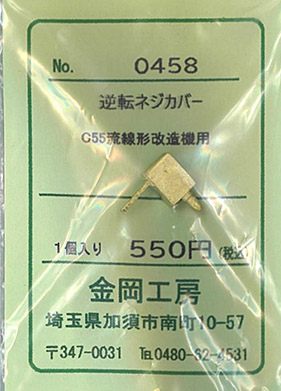 No. 0458
逆転ネジカバー
C55流線形改造機用
1個入り 550円(税込)
金岡工房
埼玉県加須市南町10-57
〒347-0031 TEL0480-62-4531